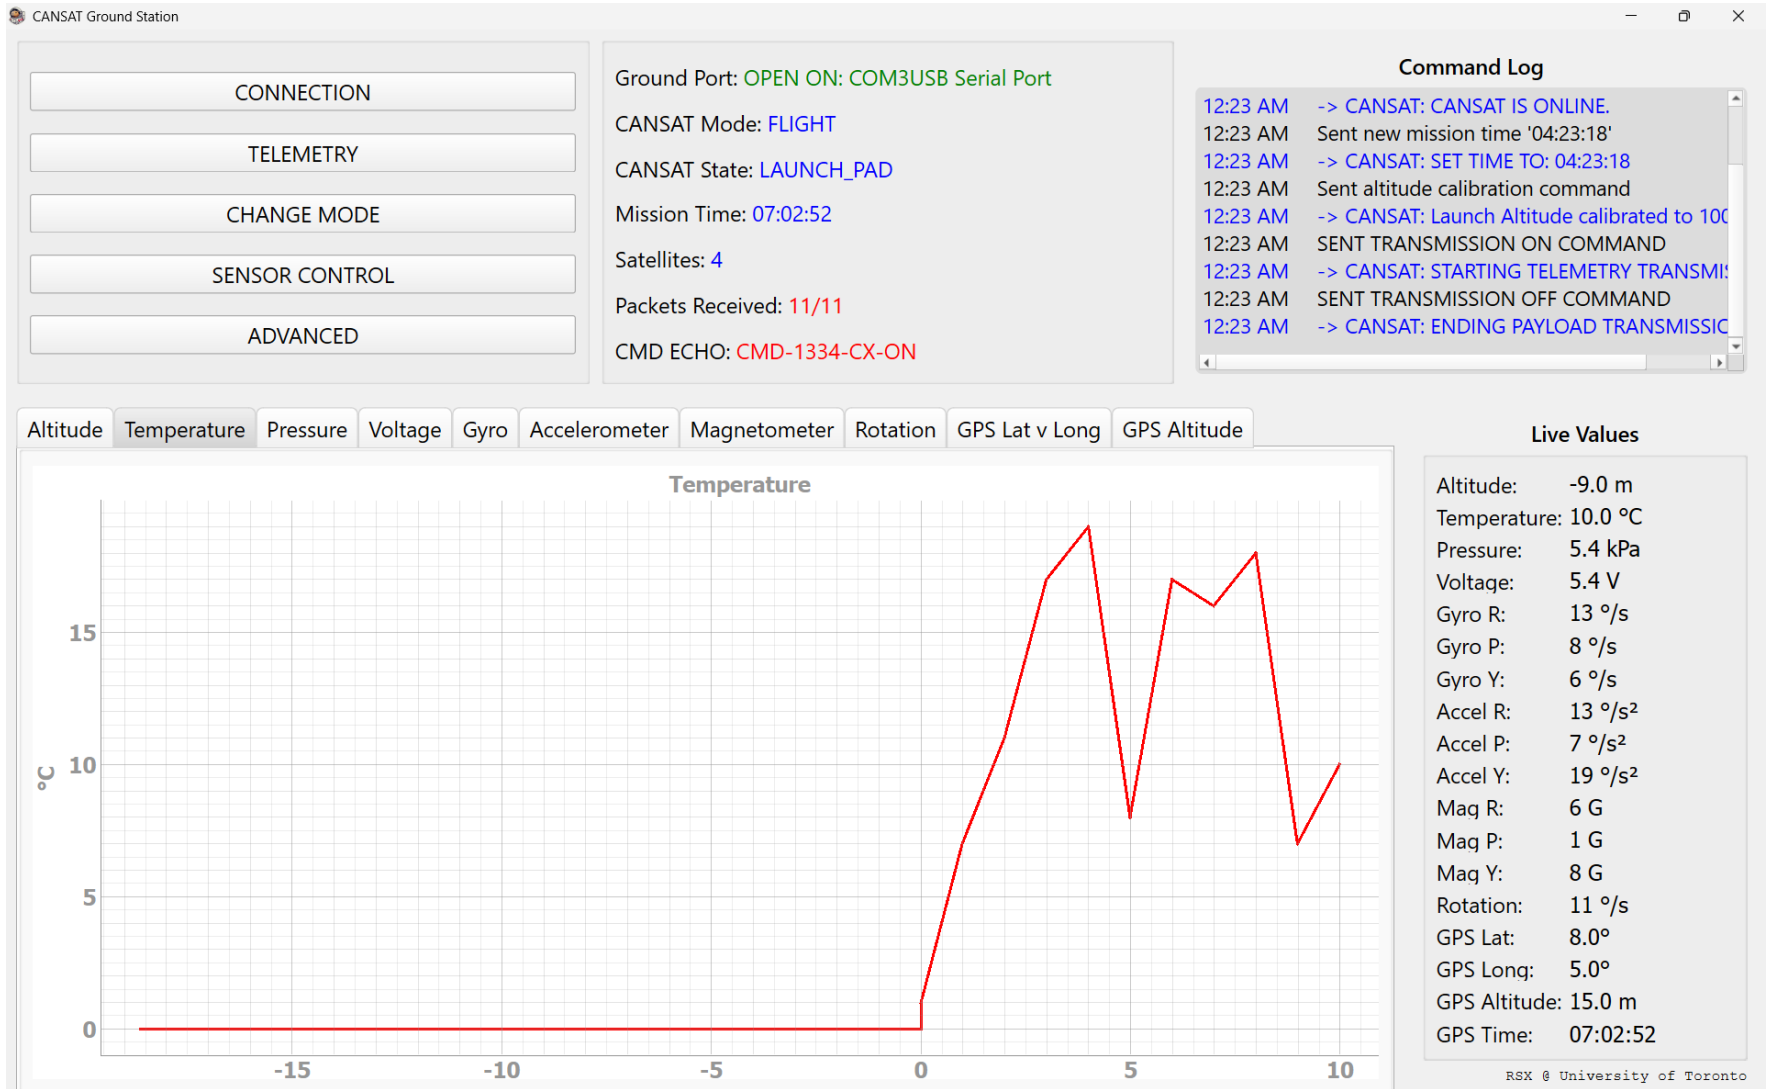 CANSAT Ground Station
CONNECTION
TELEMETRY
CHANGE MODE
SENSOR CONTROL
ADVANCED
Ground Port: OPEN ON: COM3USB Serial Port
CANSAT Mode: FLIGHT
CANSAT State: LAUNCH_PAD
Mission Time: 07:02:52
Satellites: 4
Packets Received: 11/11
CMD ECHO: CMD-1334-CX-ON
Command Log
12:23 AM -> CANSAT: CANSAT IS ONLINE.
12:23 AM Sent new mission time '04:23:18'
12:23 AM -> CANSAT: SET TIME TO: 04:23:18
12:23 AM Sent altitude calibration command
12:23 AM -> CANSAT: Launch Altitude calibrated to 100
12:23 AM SENT TRANSMISSION ON COMMAND
12:23 AM -> CANSAT: STARTING TELEMETRY TRANSMIS
12:23 AM SENT TRANSMISSION OFF COMMAND
12:23 AM -> CANSAT: ENDING PAYLOAD TRANSMISSIC
Altitude Temperature Pressure Voltage Gyro Accelerometer Magnetometer Rotation GPS Lat v Long GPS Altitude
Temperature
°C
15
10
5
0
-15 -10 -5 0 5 10
Live Values
Altitude: -9.0 m
Temperature: 10.0 °C
Pressure: 5.4 kPa
Voltage: 5.4 V
Gyro R: 13 °/s
Gyro P: 8 °/s
Gyro Y: 6 °/s
Accel R: 13 °/s²
Accel P: 7 °/s²
Accel Y: 19 °/s²
Mag R: 6 G
Mag P: 1 G
Mag Y: 8 G
Rotation: 11 °/s
GPS Lat: 8.0°
GPS Long: 5.0°
GPS Altitude: 15.0 m
GPS Time: 07:02:52
RSX @ University of Toronto